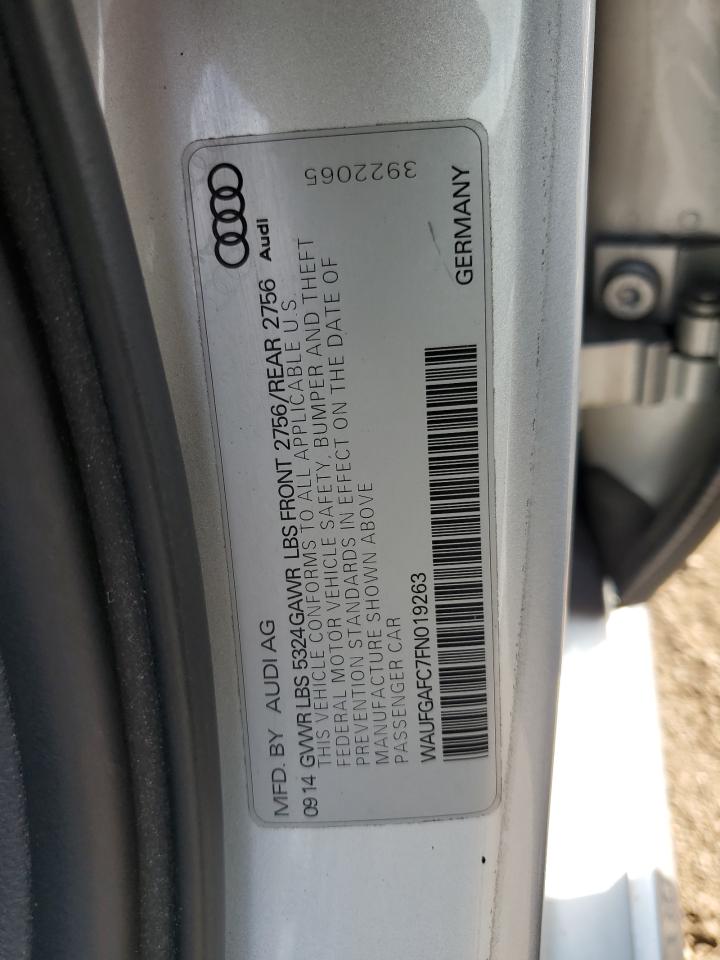 MFD. BY AUDI AG
Audi
09 14 GVWR LBS 5324 GAWR LBS FRONT 2756/REAR 2756
THIS VEHICLE CONFORMS TO ALL APPLICABLE U.S.
FEDERAL MOTOR VEHICLE SAFETY, BUMPER AND THEFT
PREVENTION STANDARDS IN EFFECT ON THE DATE OF
MANUFACTURE SHOWN ABOVE
PASSENGER CAR
3922065
WAUFGAFC7FN019263
GERMANY